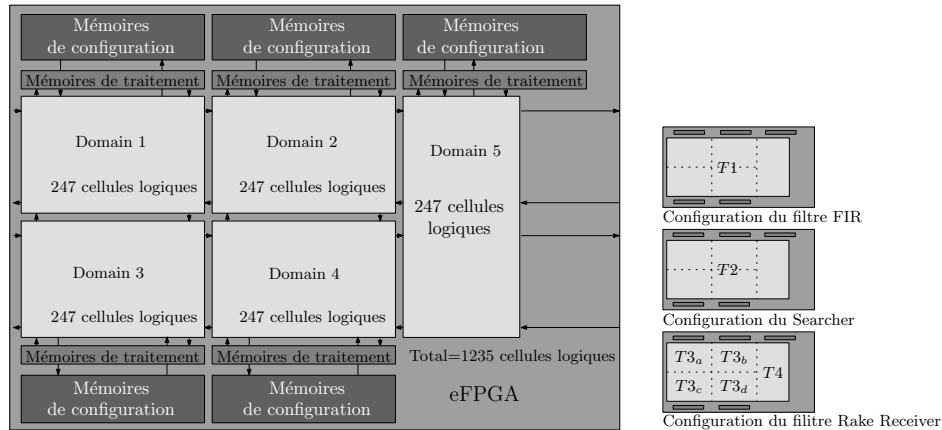 Mémoires
de configuration
Mémoires
de configuration
Mémoires
de configuration
Mémoires de traitement
Mémoires de traitement
Mémoires de traitement
Domain 1
247 cellules logiques
Domain 2
247 cellules logiques
Domain 5
247 cellules
logiques
Domain 3
247 cellules logiques
Domain 4
247 cellules logiques
Mémoires de traitement
Mémoires de traitement
Total=1235 cellules logiques
Mémoires
de configuration
Mémoires
de configuration
eFPGA
T1
Configuration du filtre FIR
T2
Configuration du Searcher
T3a T3b
T4
T3c T3d
Configuration du filitre Rake Receiver